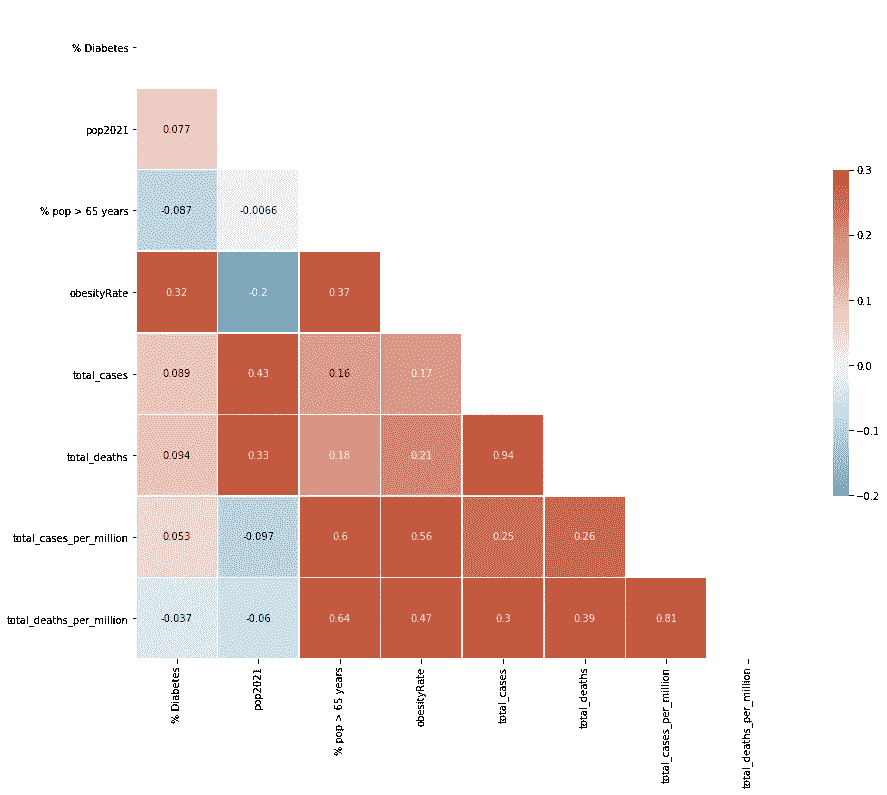 % Diabetes
pop2021
0.077
% pop > 65 years
-0.087 -0.0066
obesityRate
0.32 -0.2 0.37
total_cases
0.089 0.43 0.16 0.17
total_deaths
0.094 0.33 0.18 0.21 0.94
total_cases_per_million
0.053 -0.097 0.6 0.56 0.25 0.26
total_deaths_per_million
-0.037 -0.06 0.64 0.47 0.3 0.39 0.81
% Diabetes
pop2021
% pop > 65 years
obesityRate
total_cases
total_deaths
total_cases_per_million
total_deaths_per_million
0.3
0.2
0.1
0.0
−0.1
−0.2